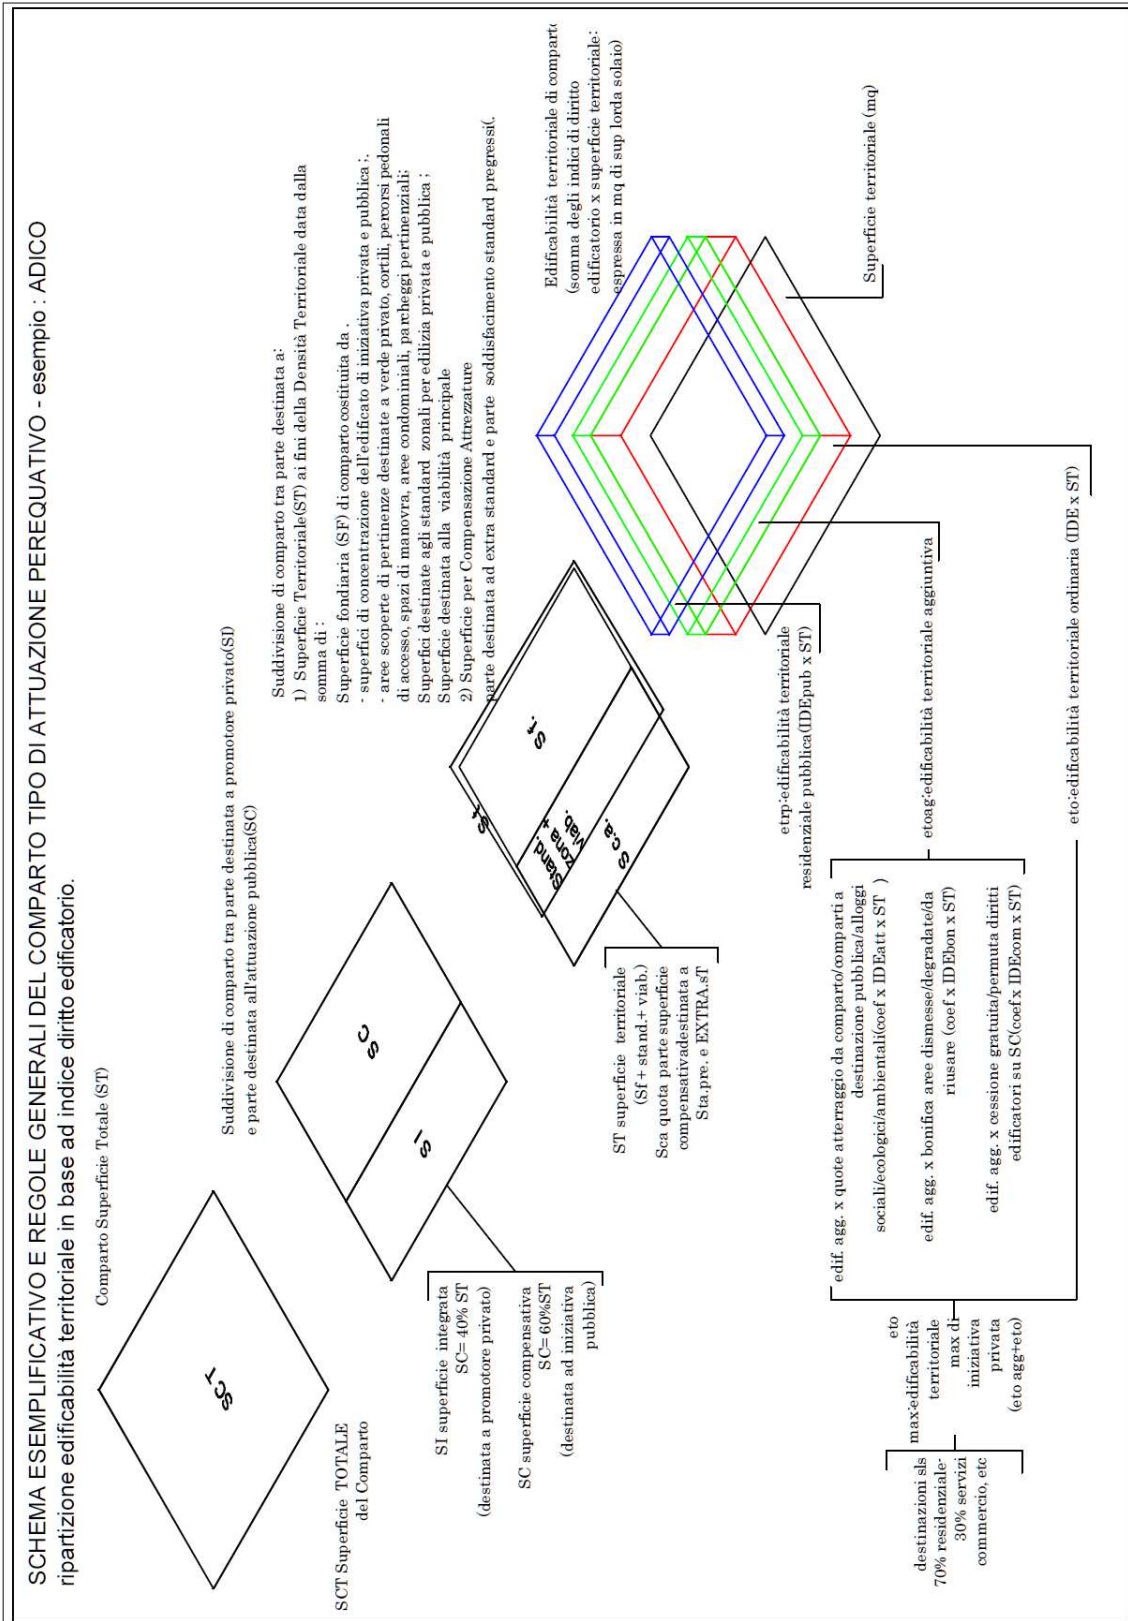 SCHEMA ESEMPLIFICATIVO E REGOLE GENERALI DEL COMPARTO TIPO DI ATTUAZIONE PEREQUATIVO - esempio : ADICO
ripartizione edificabilità territoriale in base ad indice diritto edificatorio.
Comparto Superficie Totale (ST)
SCT
SCT Superficie TOTALE
del Comparto
Suddivisione di comparto tra parte destinata a promotore privato(SI)
e parte destinata all'attuazione pubblica(SC)
SC
SI
SI superficie integrata
SC= 40% ST
(destinata a promotore privato)
SC superficie compensativa
SC= 60%ST
(destinata ad iniziativa
pubblica)
Suddivisione di comparto tra parte destinata a:
1) Superficie Territoriale(ST) ai fini della Densità Territoriale data dalla
somma di :
Superficie fondiaria (SF) di comparto costituita da .
- superfici di concentrazione dell'edificato di iniziativa privata e pubblica ;.
- aree scoperte di pertinenze destinate a verde privato, cortili, percorsi pedonali
di accesso, spazi di manovra, aree condominiali, parcheggi pertinenziali;
Superfici destinate agli standard zonali per edilizia privata e pubblica ;
Superficie destinata alla viabilità principale
2) Superficie per Compensazione Attrezzature
parte destinata ad extra standard e parte soddisfacimento standard pregressi(.
St
S f.
Stand.
zona +
viab.
S c.a.
ST superficie territoriale
(Sf + stand.+ viab.)
Sca quota parte superficie
compensativadestinata a
Sta.pre. e EXTRA.sT
Edificabilità territoriale di comparto
(somma degli indici di diritto
edificatorio x superficie territoriale:
espressa in mq di sup lorda solaio)
Superficie territoriale (mq)
etrp:edificabilità territoriale
residenziale pubblica(IDEpub x ST)
etoag:edificabilità territoriale aggiuntiva
eto:edificabilità territoriale ordinaria (IDE x ST)
edif. agg. x quote atterraggio da comparto/comparti a
destinazione pubblica/alloggi
sociali/ecologici/ambientali(coef x IDEatt x ST )
edif. agg. x bonifica aree dismesse/degradate/da
riusare (coef x IDEbon x ST)
edif. agg. x cessione gratuita/permuta diritti
edificatori su SC(coef x IDEcom x ST)
eto
max:edificabilità
territoriale
max di
iniziativa
privata
(eto agg+eto)
destinazioni sls
70% residenziale-
30% servizi
commercio, etc